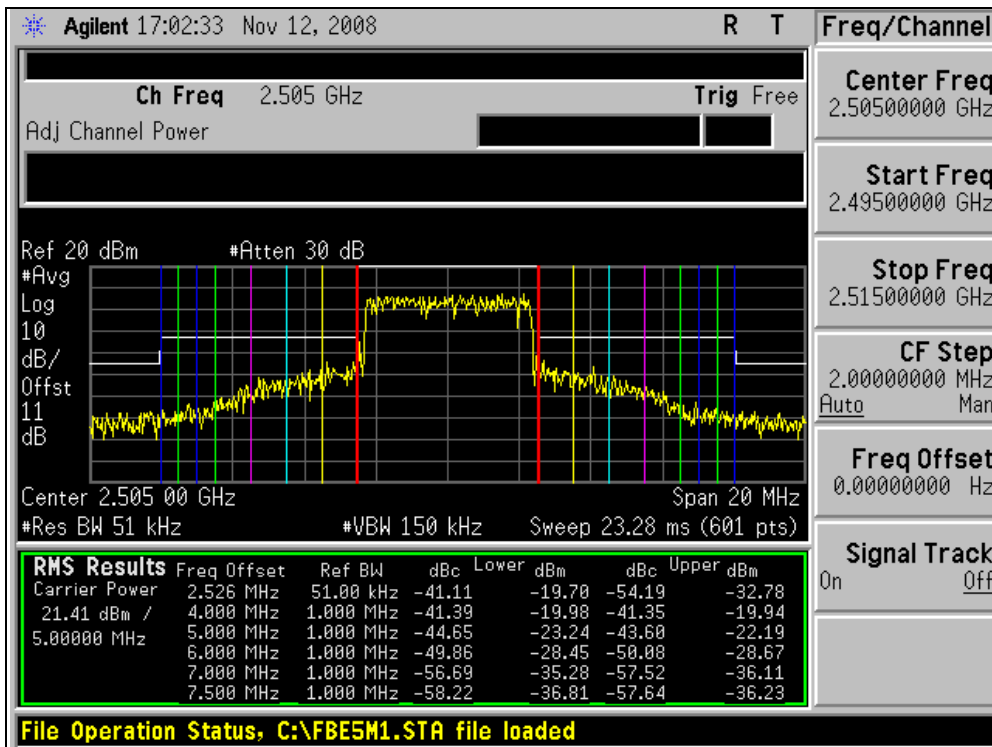 Agilent 17:02:33 Nov 12, 2008 R T
Ch Freq 2.505 GHz Trig Free
Adj Channel Power
Ref 20 dBm #Atten 30 dB
#Avg
Log
10
dB/
Offst
11
dB
Center 2.505 00 GHz Span 20 MHz
#Res BW 51 kHz #VBW 150 kHz Sweep 23.28 ms (601 pts)
RMS Results Freq Offset Ref BW dBc Lower dBm dBc Upper dBm
Carrier Power 2.526 MHz 51.00 kHz -41.11 -19.70 -54.19 -32.78
21.41 dBm / 4.000 MHz 1.000 MHz -41.39 -19.98 -41.35 -19.94
5.00000 MHz 5.000 MHz 1.000 MHz -44.65 -23.24 -43.60 -22.19
6.000 MHz 1.000 MHz -49.86 -28.45 -50.08 -28.67
7.000 MHz 1.000 MHz -56.69 -35.28 -57.52 -36.11
7.500 MHz 1.000 MHz -58.22 -36.81 -57.64 -36.23
File Operation Status, C:\FBE5M1.STA file loaded
Freq/Channel
Center Freq
2.50500000 GHz
Start Freq
2.49500000 GHz
Stop Freq
2.51500000 GHz
CF Step
2.00000000 MHz
Auto Man
Freq Offset
0.00000000 Hz
Signal Track
On Off